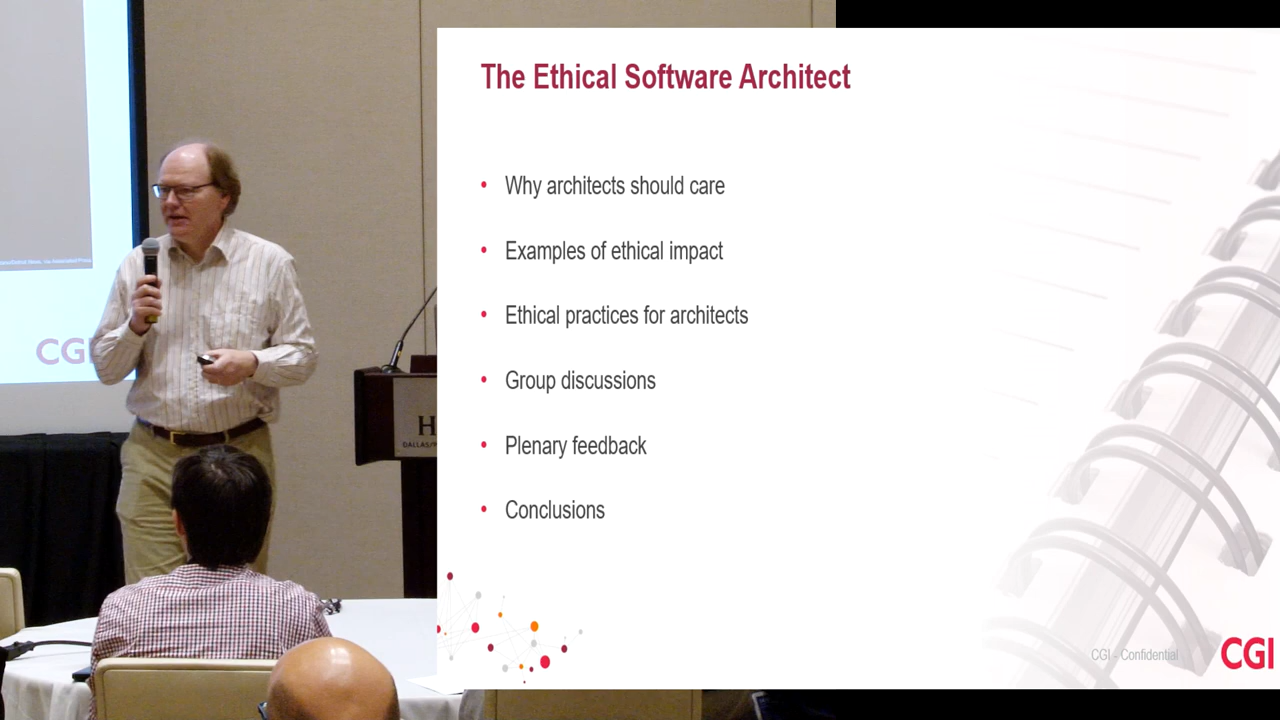 The Ethical Software Architect
• Why architects should care
• Examples of ethical impact
• Ethical practices for architects
• Group discussions
• Plenary feedback
• Conclusions
CGI - Confidential
CGI
CGI
H